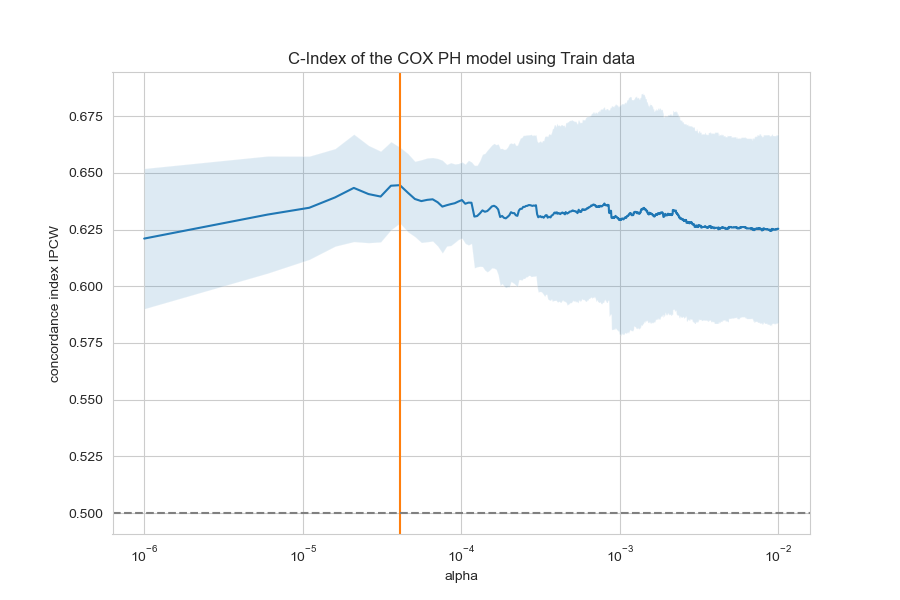 C-Index of the COX PH model using Train data
concordance index IPCW
0.675
0.650
0.625
0.600
0.575
0.550
0.525
0.500
10⁻⁶ 10⁻⁵ 10⁻⁴ 10⁻³ 10⁻²
alpha